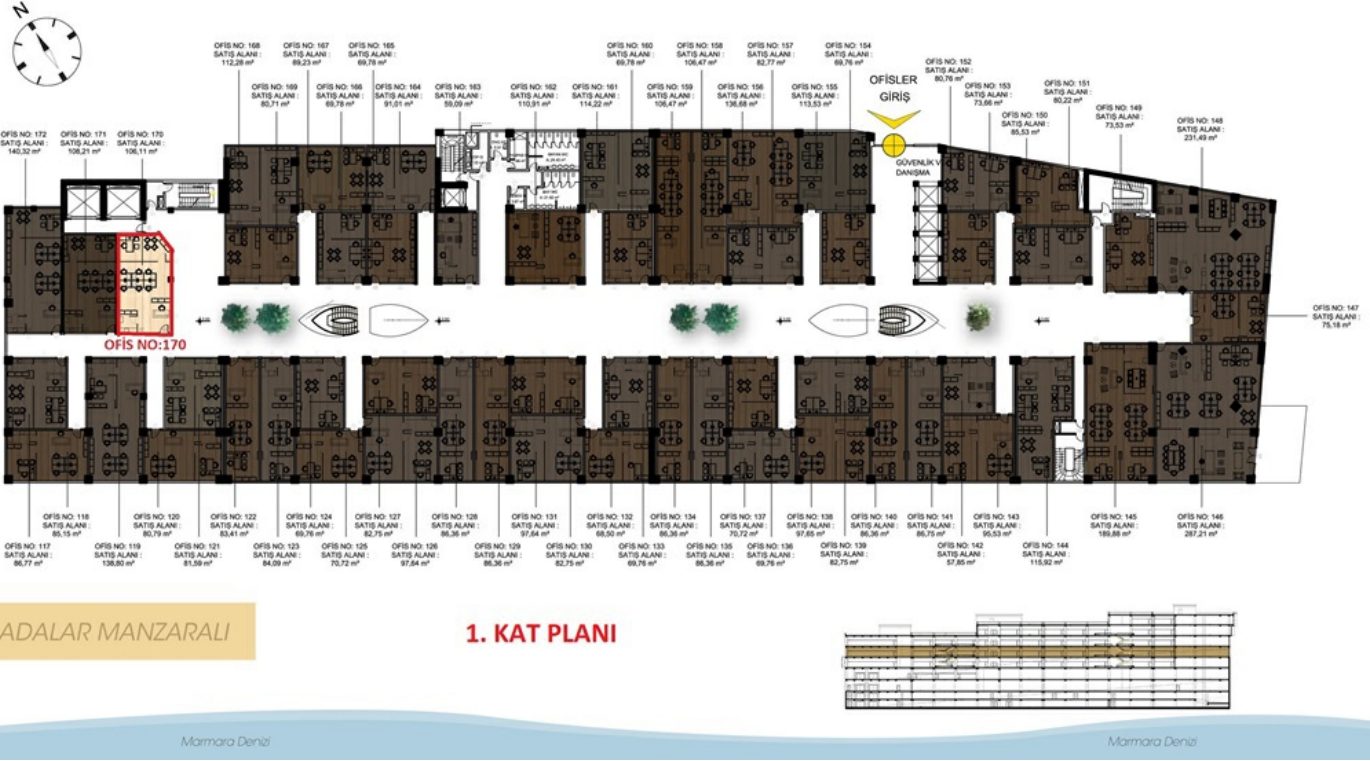 N
OFİS NO: 168
SATIŞ ALANI :
112,28 m²
OFİS NO: 167
SATIŞ ALANI :
89,23 m²
OFİS NO: 165
SATIŞ ALANI :
69,78 m²
OFİS NO: 160
SATIŞ ALANI :
69,78 m²
OFİS NO: 158
SATIŞ ALANI :
106,47 m²
OFİS NO: 157
SATIŞ ALANI :
82,77 m²
OFİS NO: 154
SATIŞ ALANI :
69,76 m²
OFİS NO: 152
SATIŞ ALANI :
80,76 m²
OFİSLER
GİRİŞ
OFİS NO: 169
SATIŞ ALANI :
80,71 m²
OFİS NO: 166
SATIŞ ALANI :
69,78 m²
OFİS NO: 164
SATIŞ ALANI :
91,01 m²
OFİS NO: 163
SATIŞ ALANI :
59,09 m²
OFİS NO: 162
SATIŞ ALANI :
110,91 m²
OFİS NO: 161
SATIŞ ALANI :
114,22 m²
OFİS NO: 159
SATIŞ ALANI :
106,47 m²
OFİS NO: 156
SATIŞ ALANI :
136,68 m²
OFİS NO: 155
SATIŞ ALANI :
113,53 m²
OFİS NO: 153
SATIŞ ALANI :
73,66 m²
OFİS NO: 151
SATIŞ ALANI :
80,22 m²
OFİS NO: 150
SATIŞ ALANI :
85,53 m²
OFİS NO: 149
SATIŞ ALANI :
73,53 m²
OFİS NO: 148
SATIŞ ALANI :
231,49 m²
OFİS NO: 172
SATIŞ ALANI :
140,32 m²
OFİS NO: 171
SATIŞ ALANI :
108,21 m²
OFİS NO: 170
SATIŞ ALANI :
106,11 m²
GÜVENLİK V
DANIŞMA
OFİS NO: 147
SATIŞ ALANI :
75,18 m²
OFİS NO:170
OFİS NO: 118
SATIŞ ALANI :
85,15 m²
OFİS NO: 120
SATIŞ ALANI :
80,79 m²
OFİS NO: 122
SATIŞ ALANI :
83,41 m²
OFİS NO: 124
SATIŞ ALANI :
69,76 m²
OFİS NO: 127
SATIŞ ALANI :
82,75 m²
OFİS NO: 128
SATIŞ ALANI :
86,36 m²
OFİS NO: 131
SATIŞ ALANI :
97,64 m²
OFİS NO: 132
SATIŞ ALANI :
68,50 m²
OFİS NO: 134
SATIŞ ALANI :
86,36 m²
OFİS NO: 137
SATIŞ ALANI :
70,72 m²
OFİS NO: 138
SATIŞ ALANI :
97,65 m²
OFİS NO: 140
SATIŞ ALANI :
86,36 m²
OFİS NO: 141
SATIŞ ALANI :
86,75 m²
OFİS NO: 143
SATIŞ ALANI :
95,53 m²
OFİS NO: 145
SATIŞ ALANI :
189,88 m²
OFİS NO: 146
SATIŞ ALANI :
287,21 m²
OFİS NO: 117
SATIŞ ALANI :
86,77 m²
OFİS NO: 119
SATIŞ ALANI :
138,80 m²
OFİS NO: 121
SATIŞ ALANI :
81,59 m²
OFİS NO: 123
SATIŞ ALANI :
84,09 m²
OFİS NO: 125
SATIŞ ALANI :
70,72 m²
OFİS NO: 126
SATIŞ ALANI :
97,64 m²
OFİS NO: 129
SATIŞ ALANI :
86,36 m²
OFİS NO: 130
SATIŞ ALANI :
82,75 m²
OFİS NO: 133
SATIŞ ALANI :
69,76 m²
OFİS NO: 135
SATIŞ ALANI :
86,36 m²
OFİS NO: 136
SATIŞ ALANI :
69,76 m²
OFİS NO: 139
SATIŞ ALANI :
82,75 m²
OFİS NO: 142
SATIŞ ALANI :
57,85 m²
OFİS NO: 144
SATIŞ ALANI :
115,92 m²
ADALAR MANZARALI
1. KAT PLANI
Marmara Denizi
Marmara Denizi